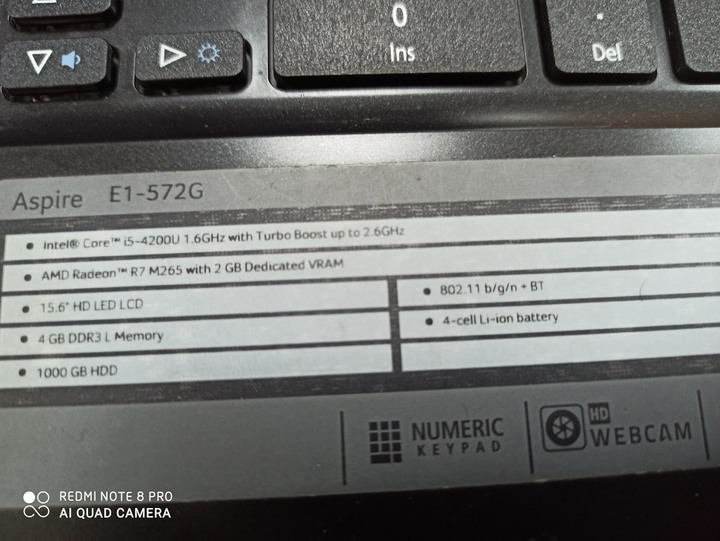 0
Ins
.
Del
Aspire E1-572G
• Intel® Core™ i5-4200U 1.6GHz with Turbo Boost up to 2.6GHz
• AMD Radeon™ R7 M265 with 2 GB Dedicated VRAM
• 15.6" HD LED LCD
• 802.11 b/g/n + BT
• 4 GB DDR3 L Memory
• 4-cell Li-ion battery
• 1000 GB HDD
NUMERIC
KEYPAD
HD
WEBCAM
REDMI NOTE 8 PRO
AI QUAD CAMERA